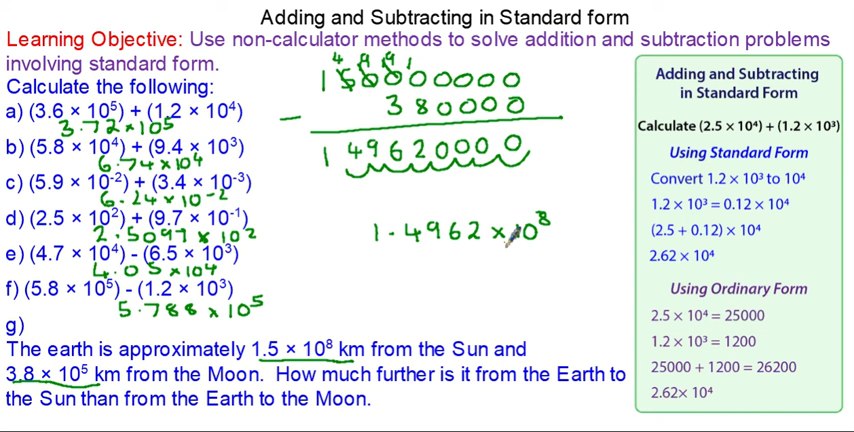 Adding and Subtracting in Standard form
Learning Objective: Use non-calculator methods to solve addition and subtraction problems
involving standard form.
Calculate the following:
a) (3.6 × 10⁵) + (1.2 × 10⁴)
3.72 × 10⁵
b) (5.8 × 10⁴) + (9.4 × 10³)
6.74 × 10⁴
c) (5.9 × 10⁻²) + (3.4 × 10⁻³)
6.24 × 10⁻²
d) (2.5 × 10²) + (9.7 × 10⁻¹)
2.5097 × 10²
e) (4.7 × 10⁴) - (6.5 × 10³)
4.05 × 10⁴
f) (5.8 × 10⁵) - (1.2 × 10³)
5.788 × 10⁵
g)
The earth is approximately 1.5 × 10⁸ km from the Sun and
3.8 × 10⁵ km from the Moon. How much further is it from the Earth to
the Sun than from the Earth to the Moon.
4 9 9 1
150000000
- 380000
149620000
1.4962 × 10⁸
Adding and Subtracting
in Standard Form
Calculate (2.5 × 10⁴) + (1.2 × 10³)
Using Standard Form
Convert 1.2 × 10³ to 10⁴
1.2 × 10³ = 0.12 × 10⁴
(2.5 + 0.12) × 10⁴
2.62 × 10⁴
Using Ordinary Form
2.5 × 10⁴ = 25000
1.2 × 10³ = 1200
25000 + 1200 = 26200
2.62× 10⁴